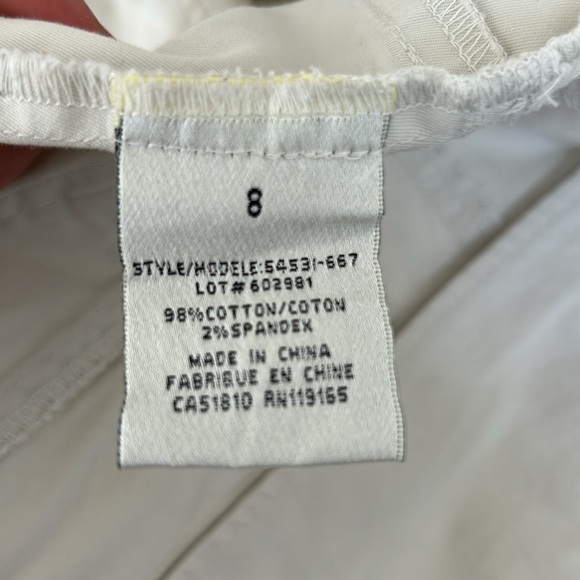 8
STYLE/MODELE:54531-667
LOT#602981
98%COTTON/COTON
2%SPANDEX
MADE IN CHINA
FABRIQUE EN CHINE
CA51810 RN119165